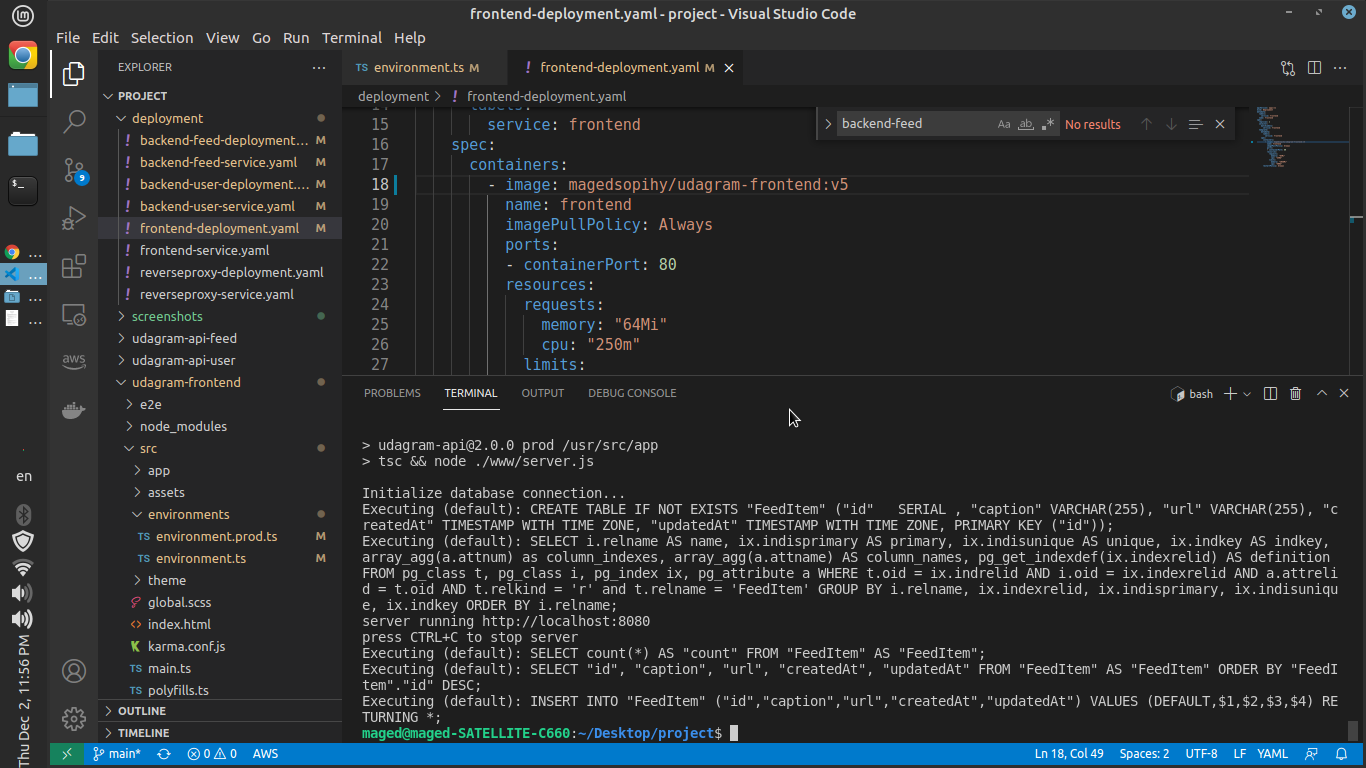 frontend-deployment.yaml - project - Visual Studio Code
File Edit Selection View Go Run Terminal Help
EXPLORER
PROJECT
deployment
backend-feed-deployment... M
backend-feed-service.yaml M
backend-user-deployment.... M
backend-user-service.yaml M
frontend-deployment.yaml M
frontend-service.yaml
reverseproxy-deployment.yaml
reverseproxy-service.yaml
screenshots
udagram-api-feed
udagram-api-user
udagram-frontend
e2e
node_modules
src
app
assets
environments
TS environment.prod.ts M
TS environment.ts M
theme
global.scss
index.html
karma.conf.js
TS main.ts
TS polyfills.ts
OUTLINE
TIMELINE
9
aws
en
Thu Dec 2, 11:56 PM
TS environment.ts M
! frontend-deployment.yaml M
deployment > ! frontend-deployment.yaml
backend-feed Aa ab No results
15 service: frontend
16 spec:
17 containers:
18 - image: magedsopihy/udagram-frontend:v5
19 name: frontend
20 imagePullPolicy: Always
21 ports:
22 - containerPort: 80
23 resources:
24 requests:
25 memory: "64Mi"
26 cpu: "250m"
27 limits:
PROBLEMS TERMINAL OUTPUT DEBUG CONSOLE
bash
> udagram-api@2.0.0 prod /usr/src/app
> tsc && node ./www/server.js
Initialize database connection...
Executing (default): CREATE TABLE IF NOT EXISTS "FeedItem" ("id"   SERIAL , "caption" VARCHAR(255), "url" VARCHAR(255), "c
reatedAt" TIMESTAMP WITH TIME ZONE, "updatedAt" TIMESTAMP WITH TIME ZONE, PRIMARY KEY ("id"));
Executing (default): SELECT i.relname AS name, ix.indisprimary AS primary, ix.indisunique AS unique, ix.indkey AS indkey,
array_agg(a.attnum) as column_indexes, array_agg(a.attname) AS column_names, pg_get_indexdef(ix.indexrelid) AS definition
FROM pg_class t, pg_class i, pg_index ix, pg_attribute a WHERE t.oid = ix.indrelid AND i.oid = ix.indexrelid AND a.attreli
d = t.oid AND t.relkind = 'r' and t.relname = 'FeedItem' GROUP BY i.relname, ix.indexrelid, ix.indisprimary, ix.indisuniqu
e, ix.indkey ORDER BY i.relname;
server running http://localhost:8080
press CTRL+C to stop server
Executing (default): SELECT count(*) AS "count" FROM "FeedItem" AS "FeedItem";
Executing (default): SELECT "id", "caption", "url", "createdAt", "updatedAt" FROM "FeedItem" AS "FeedItem" ORDER BY "FeedI
tem"."id" DESC;
Executing (default): INSERT INTO "FeedItem" ("id","caption","url","createdAt","updatedAt") VALUES (DEFAULT,$1,$2,$3,$4) RE
TURNING *;
maged@maged-SATELLITE-C660:~/Desktop/project$
main* 0 0 AWS
Ln 18, Col 49 Spaces: 2 UTF-8 LF YAML